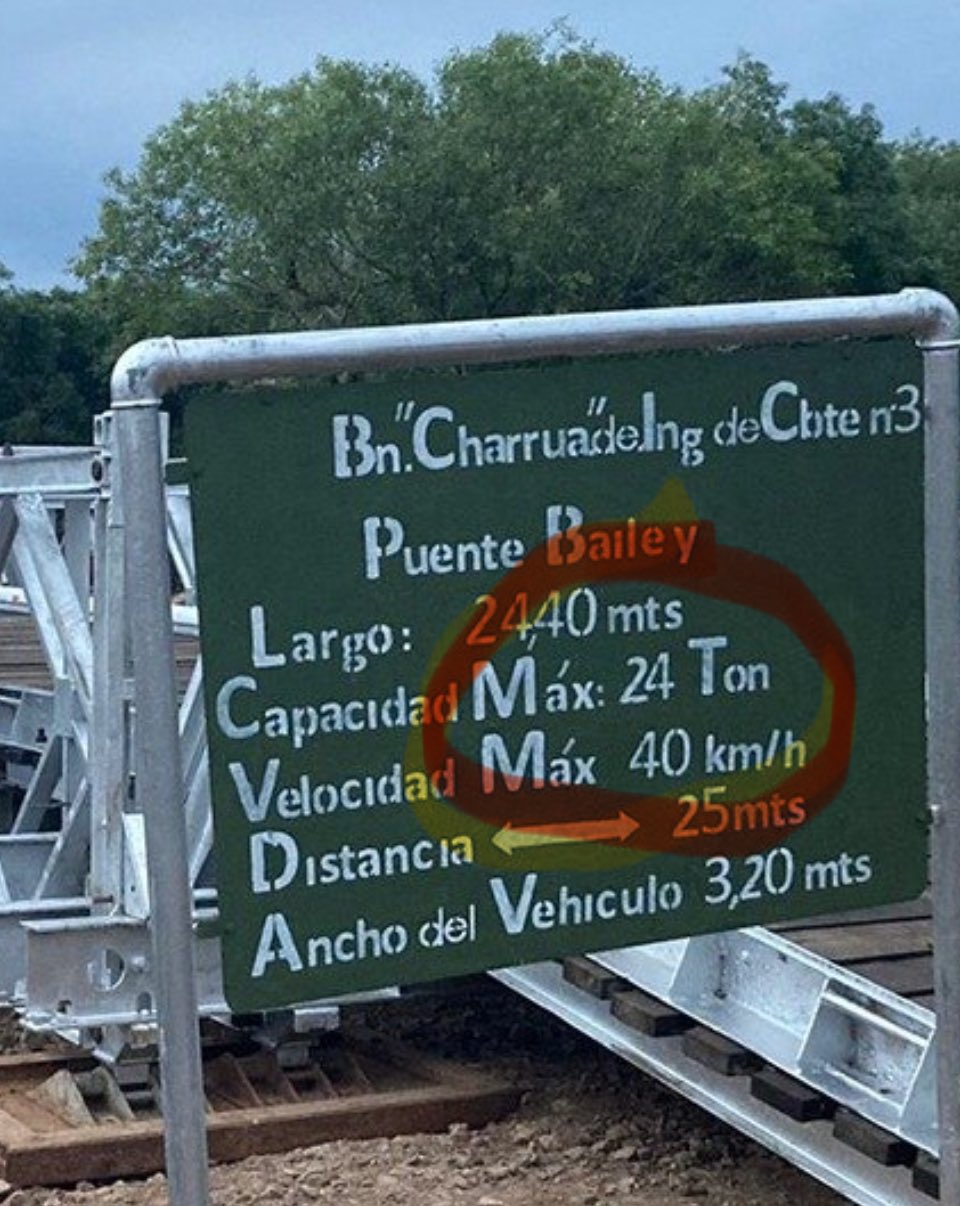 Bn."Charrua"de Ing de Cbte nº3
Puente Bailey
Largo: 24,40 mts
Capacidad Máx: 24 Ton
Velocidad Máx 40 km/h
Distancia ↔ 25mts
Ancho del Vehiculo 3,20 mts